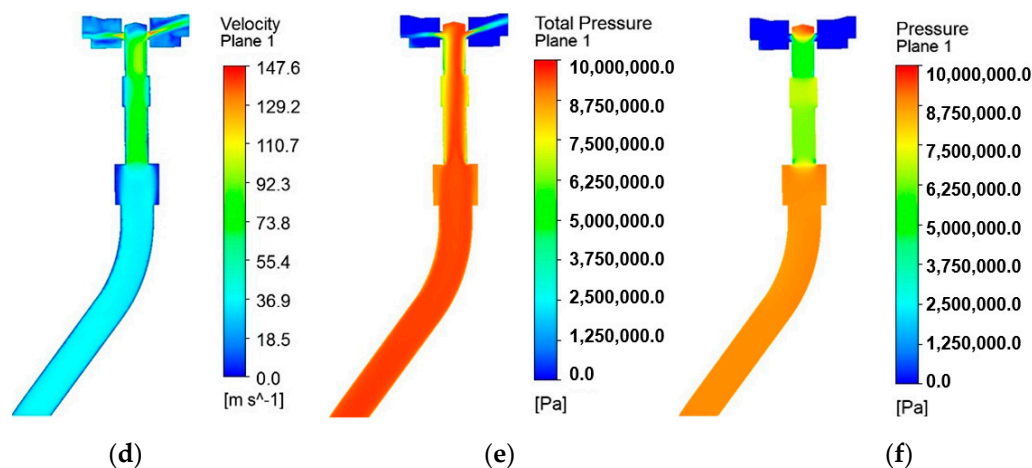 Velocity
Plane 1
147.6
129.2
110.7
92.3
73.8
55.4
36.9
18.5
0.0
[m s^-1]
(d)
Total Pressure
Plane 1
10,000,000.0
8,750,000.0
7,500,000.0
6,250,000.0
5,000,000.0
3,750,000.0
2,500,000.0
1,250,000.0
0.0
[Pa]
(e)
Pressure
Plane 1
10,000,000.0
8,750,000.0
7,500,000.0
6,250,000.0
5,000,000.0
3,750,000.0
2,500,000.0
1,250,000.0
0.0
[Pa]
(f)